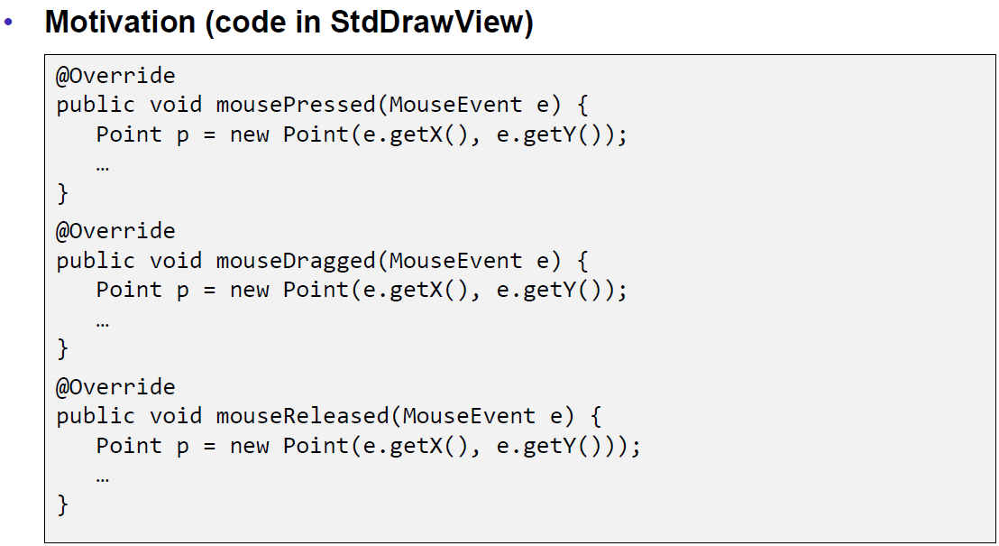 • Motivation (code in StdDrawView)
@Override
public void mousePressed(MouseEvent e) {
   Point p = new Point(e.getX(), e.getY());
   …
}
@Override
public void mouseDragged(MouseEvent e) {
   Point p = new Point(e.getX(), e.getY());
   …
}
@Override
public void mouseReleased(MouseEvent e) {
   Point p = new Point(e.getX(), e.getY()));
   …
}